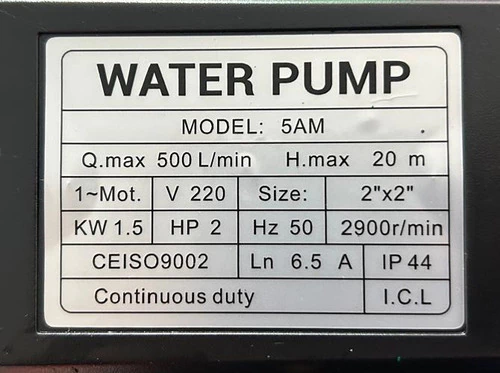 WATER PUMP
MODEL: 5AM
Q.max 500 L/min H.max 20 m
1~Mot. V 220 Size: 2"x2"
KW 1.5 HP 2 Hz 50 2900r/min
CEISO9002 Ln 6.5 A IP 44
Continuous duty I.C.L